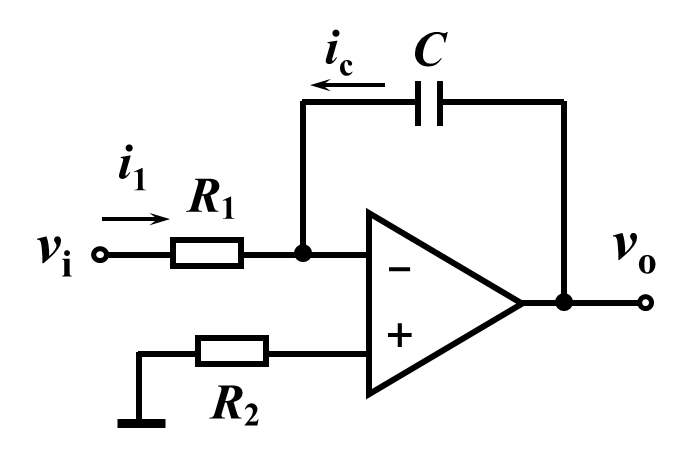 i_c
C
i_1
R_1
v_i
v_o
−
+
R_2